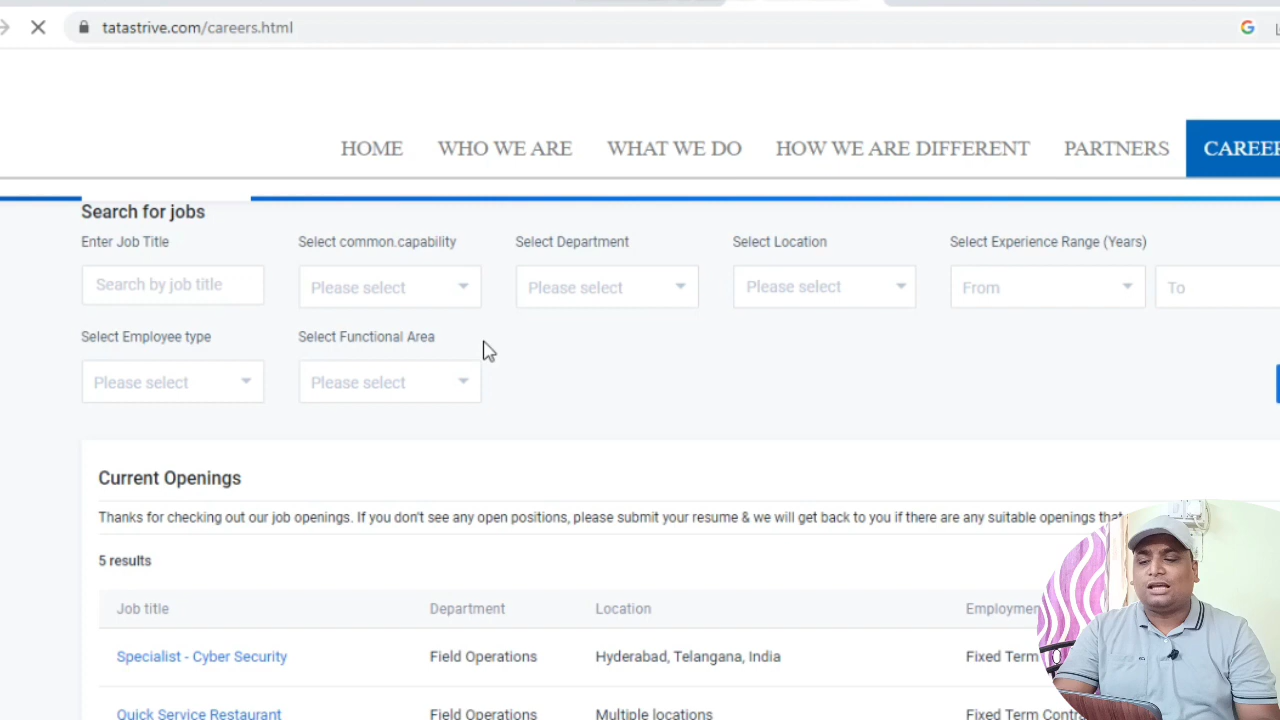 tatastrive.com/careers.html
HOME WHO WE ARE WHAT WE DO HOW WE ARE DIFFERENT PARTNERS CAREER
Search for jobs
Enter Job Title Select common.capability Select Department Select Location Select Experience Range (Years)
Search by job title Please select Please select Please select From To
Select Employee type Select Functional Area
Please select Please select
Current Openings
Thanks for checking out our job openings. If you don't see any open positions, please submit your resume & we will get back to you if there are any suitable openings that
5 results
Job title Department Location Employmen
Specialist - Cyber Security Field Operations Hyderabad, Telangana, India Fixed Term
Quick Service Restaurant Field Operations Multiple locations Fixed Term Contr